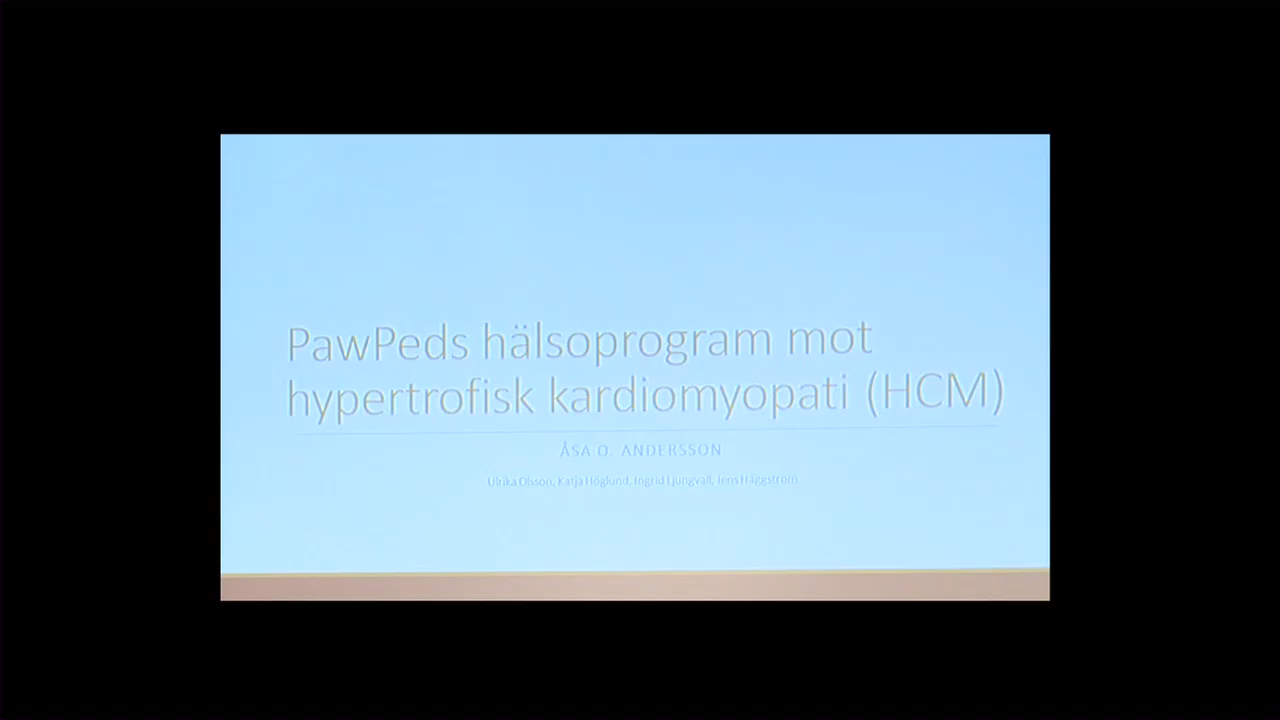 PawPeds hälsoprogram mot
hypertrofisk kardiomyopati (HCM)
ÅSA O. ANDERSSON
Ulrika Olsson, Katja Höglund, Ingrid Ljungvall, Jens Häggström